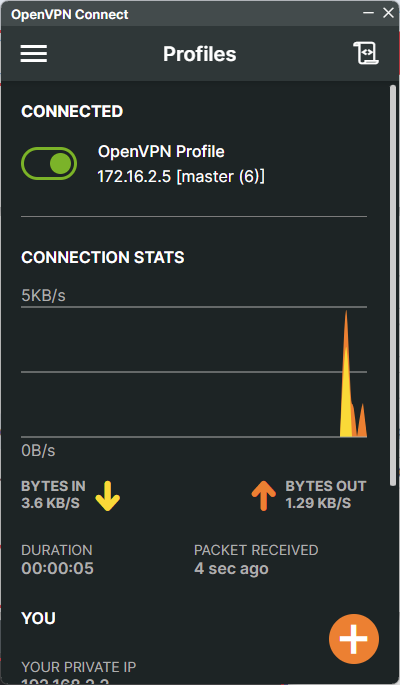 OpenVPN Connect
Profiles
CONNECTED
OpenVPN Profile
172.16.2.5 [master (6)]
CONNECTION STATS
5KB/s
0B/s
BYTES IN
3.6 KB/S
BYTES OUT
1.29 KB/S
DURATION
00:00:05
PACKET RECEIVED
4 sec ago
YOU
YOUR PRIVATE IP